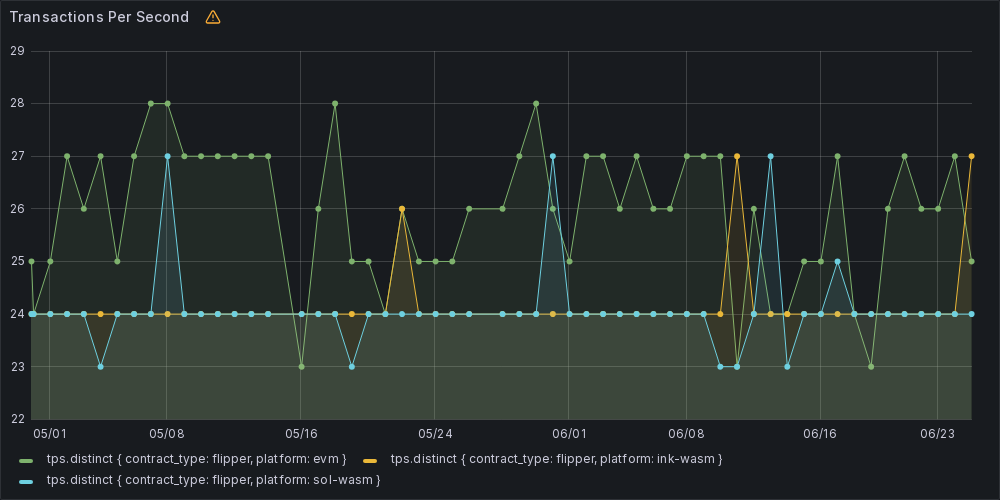 Transactions Per Second
29
28
27
26
25
24
23
22
05/01 05/08 05/16 05/24 06/01 06/08 06/16 06/23
tps.distinct { contract_type: flipper, platform: evm } tps.distinct { contract_type: flipper, platform: ink-wasm }
tps.distinct { contract_type: flipper, platform: sol-wasm }